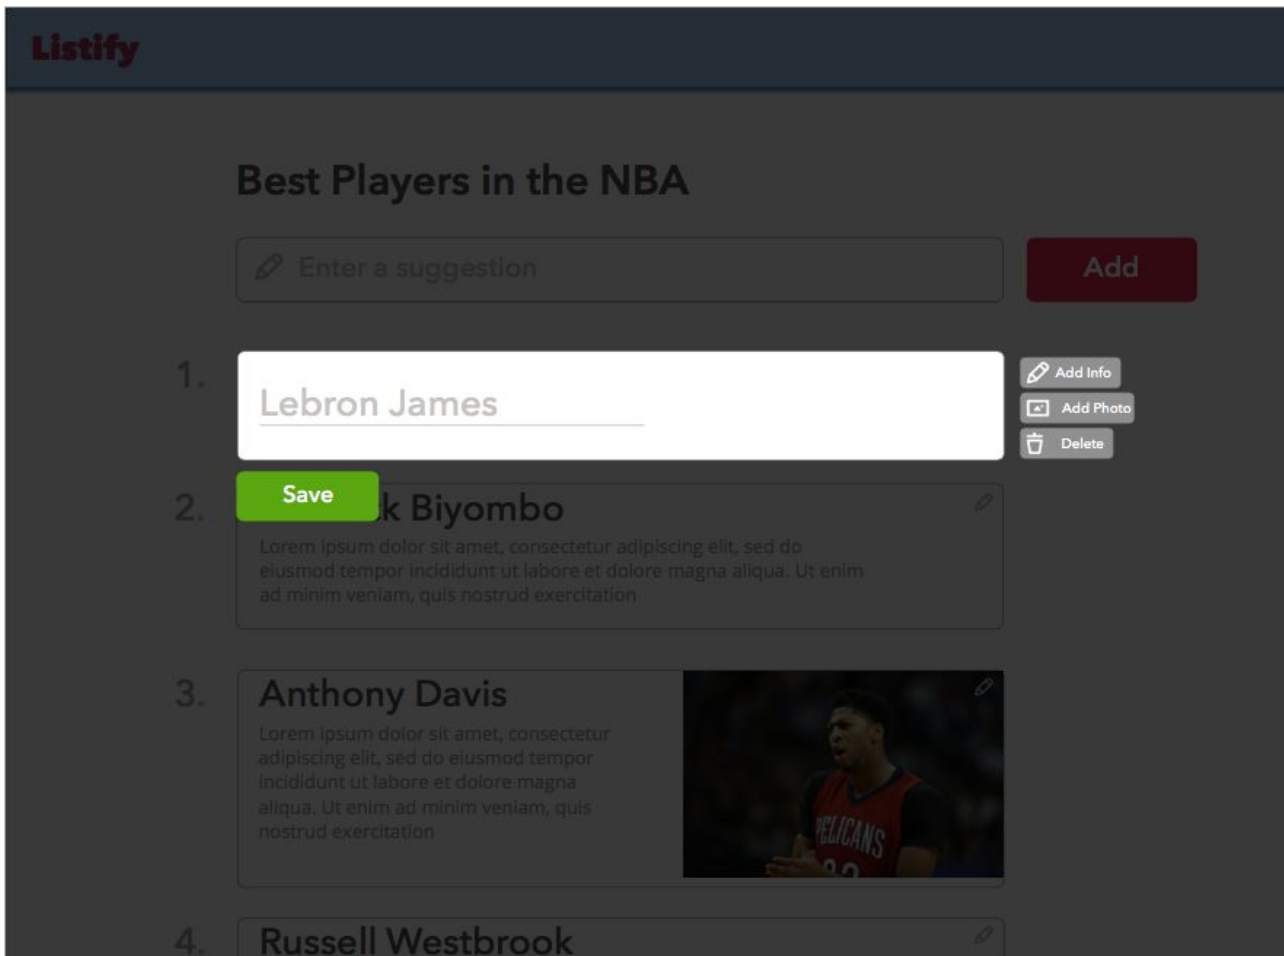 Listify
Best Players in the NBA
Enter a suggestion
Add
1.
Lebron James
Add Info
Add Photo
Delete
Save
2.
k Biyombo
Lorem ipsum dolor sit amet, consectetur adipiscing elit, sed do
eiusmod tempor incididunt ut labore et dolore magna aliqua. Ut enim
ad minim veniam, quis nostrud exercitation
3.
Anthony Davis
Lorem ipsum dolor sit amet, consectetur
adipiscing elit, sed do eiusmod tempor
incididunt ut labore et dolore magna
aliqua. Ut enim ad minim veniam, quis
nostrud exercitation
PELICANS
4.
Russell Westbrook